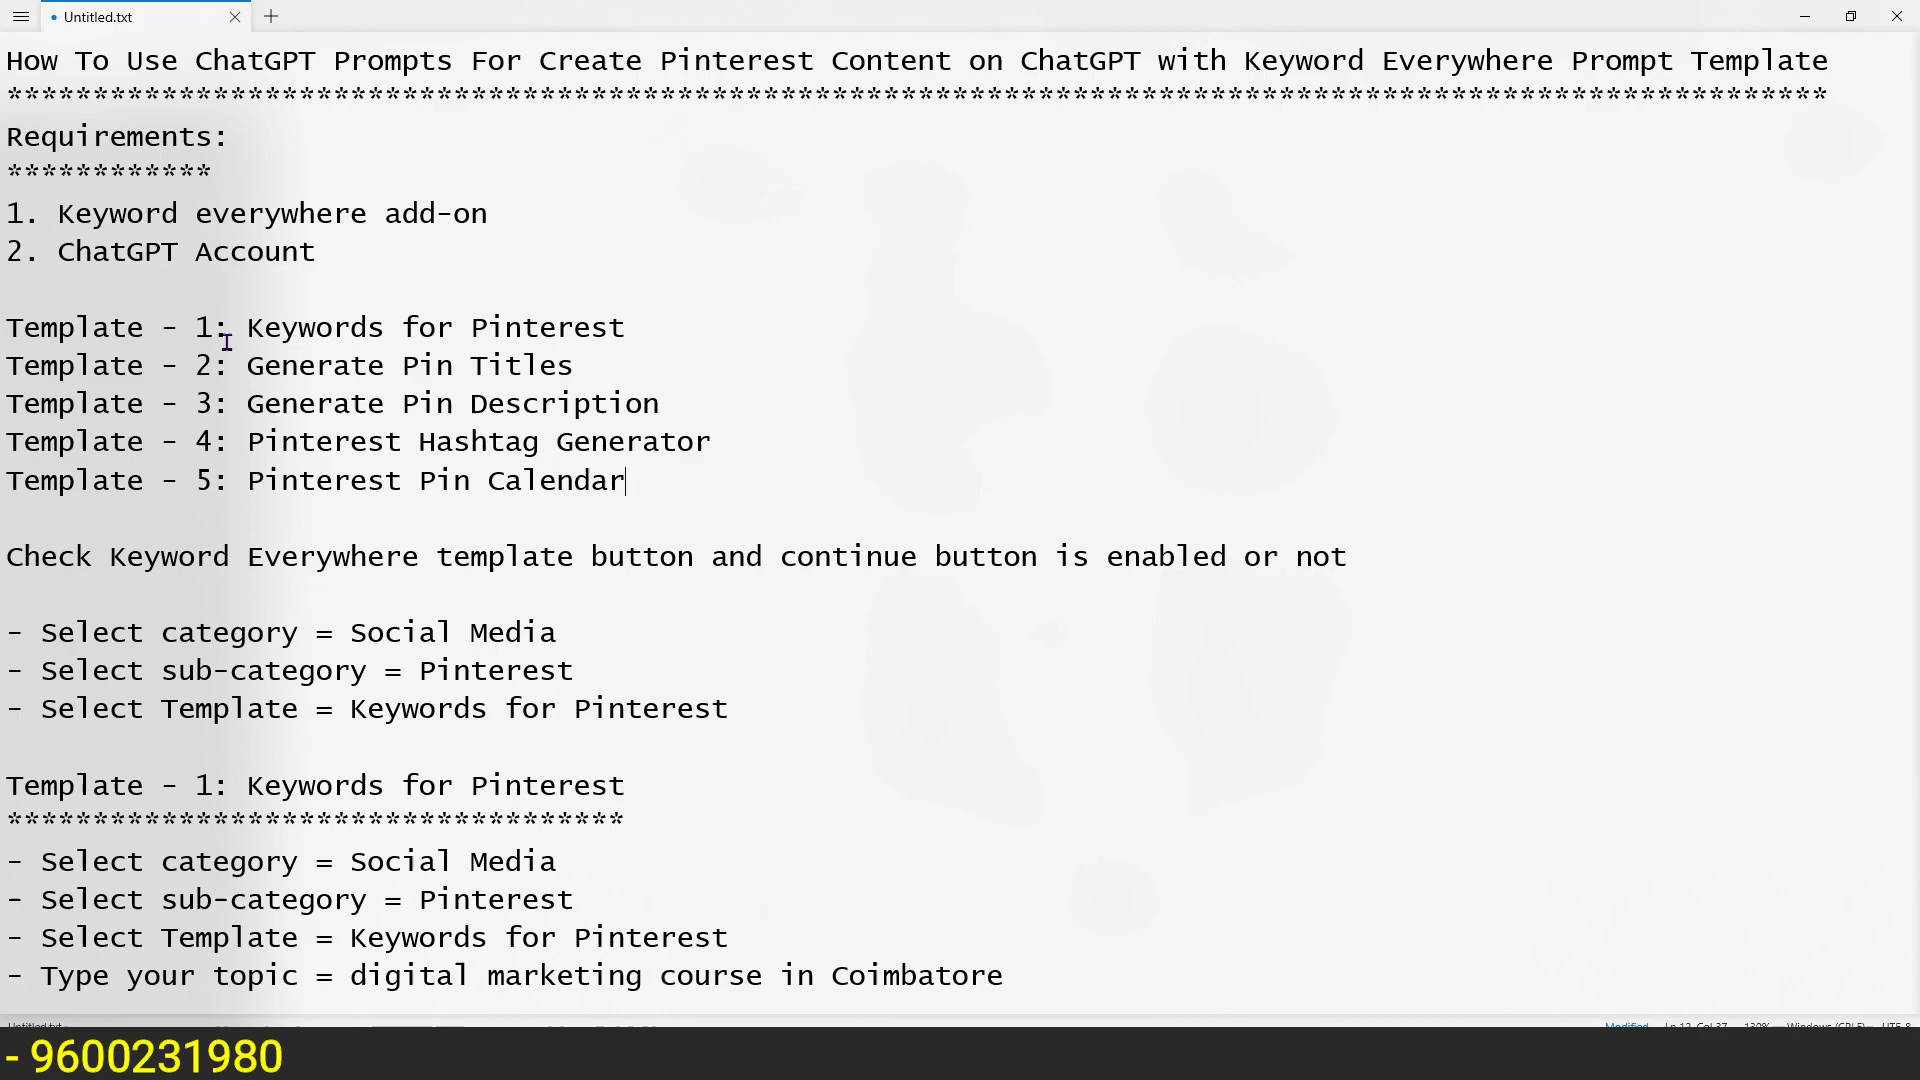 Untitled.txt
How To Use ChatGPT Prompts For Create Pinterest Content on ChatGPT with Keyword Everywhere Prompt Template
**********************************************************************************************************
Requirements:
************
1. Keyword everywhere add-on
2. ChatGPT Account
Template - 1: Keywords for Pinterest
Template - 2: Generate Pin Titles
Template - 3: Generate Pin Description
Template - 4: Pinterest Hashtag Generator
Template - 5: Pinterest Pin Calendar
Check Keyword Everywhere template button and continue button is enabled or not
- Select category = Social Media
- Select sub-category = Pinterest
- Select Template = Keywords for Pinterest
Template - 1: Keywords for Pinterest
************************************
- Select category = Social Media
- Select sub-category = Pinterest
- Select Template = Keywords for Pinterest
- Type your topic = digital marketing course in Coimbatore
- 9600231980